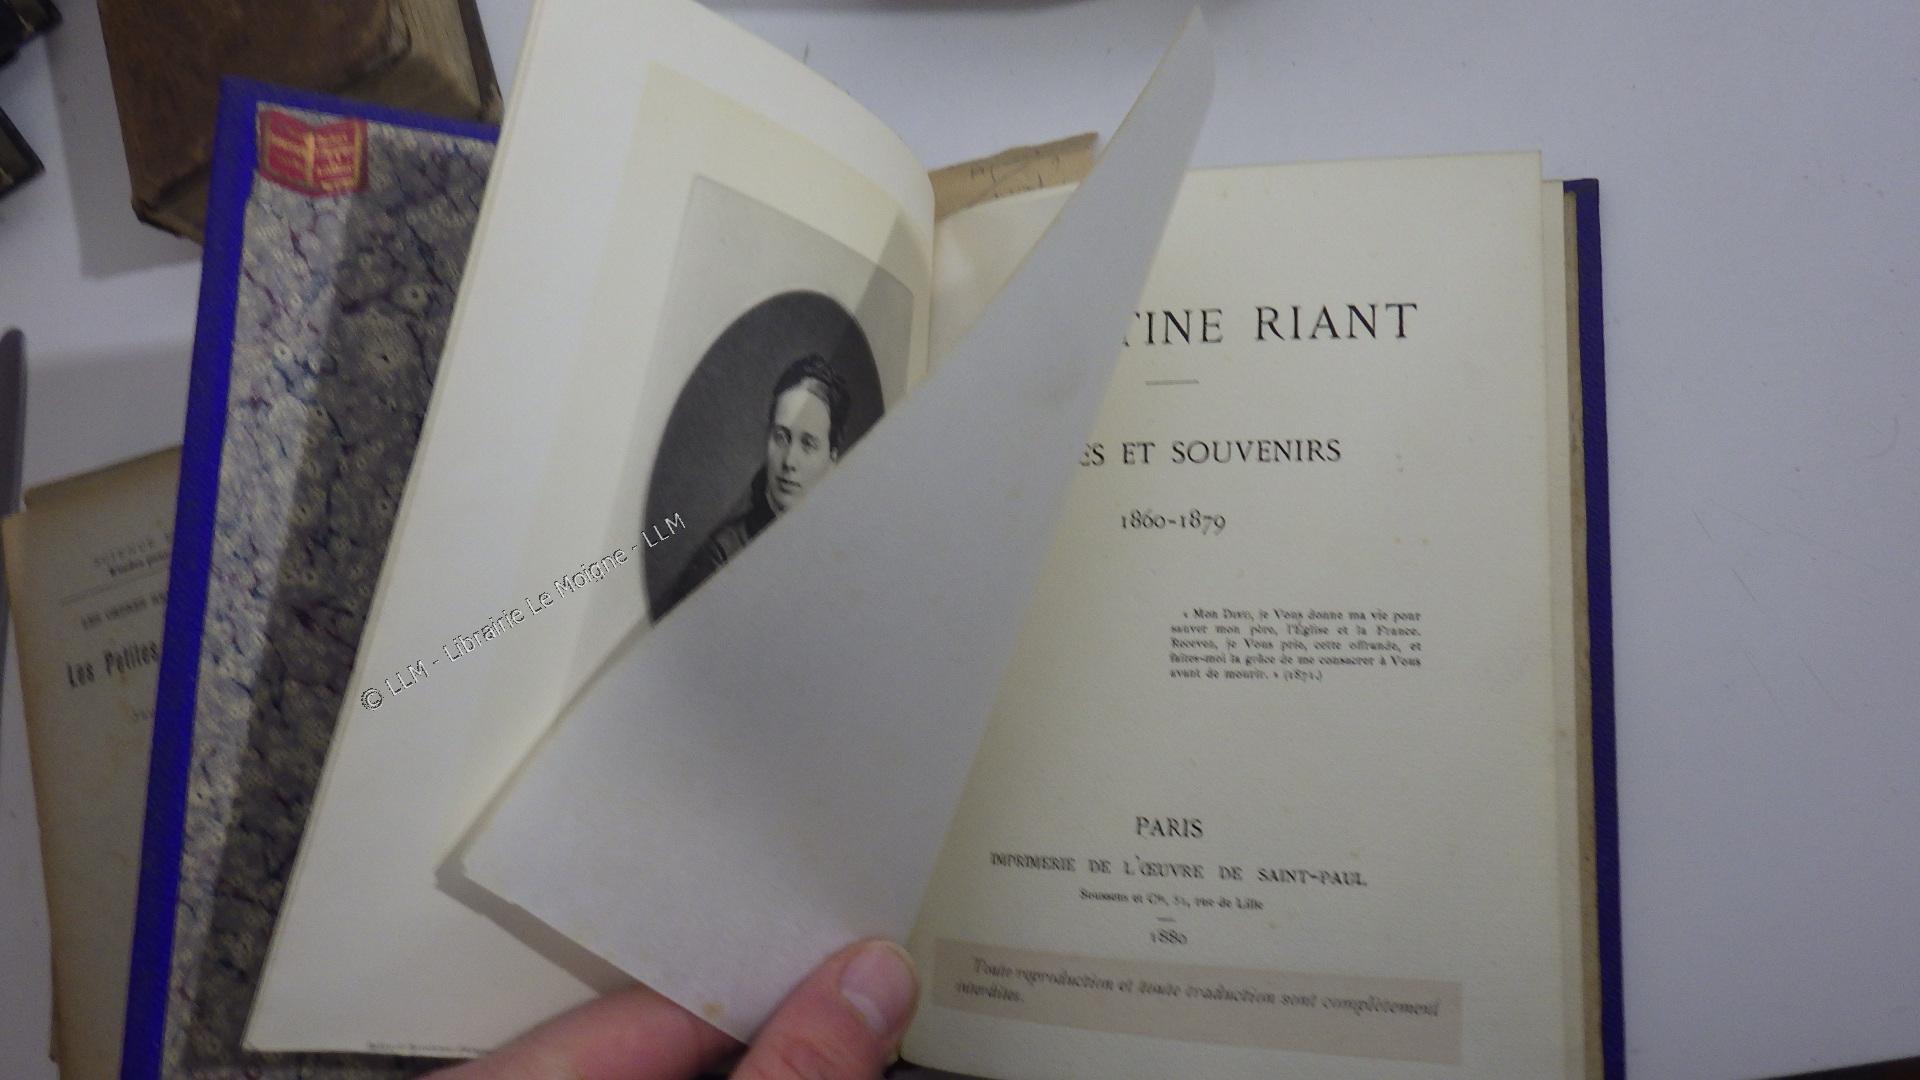 TINE RIANT
ES ET SOUVENIRS
1860-1879
« Mon Dieu, je Vous donne ma vie pour
sauver mon père, l'Église et la France.
Recevez, je Vous prie, cette offrande, et
faites-moi la grâce de me consacrer à Vous
avant de mourir. » (1871.)
PARIS
IMPRIMERIE DE L'ŒUVRE DE SAINT-PAUL
Soussens et Cie, 51, rue de Lille
1880
Toute reproduction et toute traduction sont complètement
interdites.
© LLM - Librairie Le Moigne - LLM
SCIENCE
Les Petites